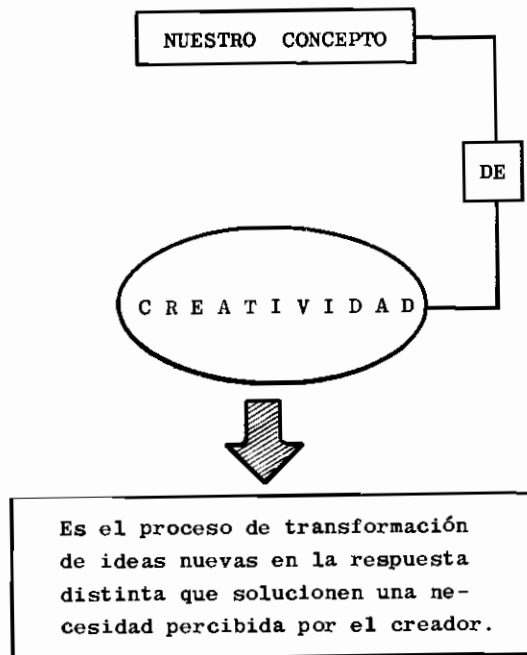 NUESTRO CONCEPTO
DE
C R E A T I V I D A D
Es el proceso de transformación
de ideas nuevas en la respuesta
distinta que solucionen una ne-
cesidad percibida por el creador.